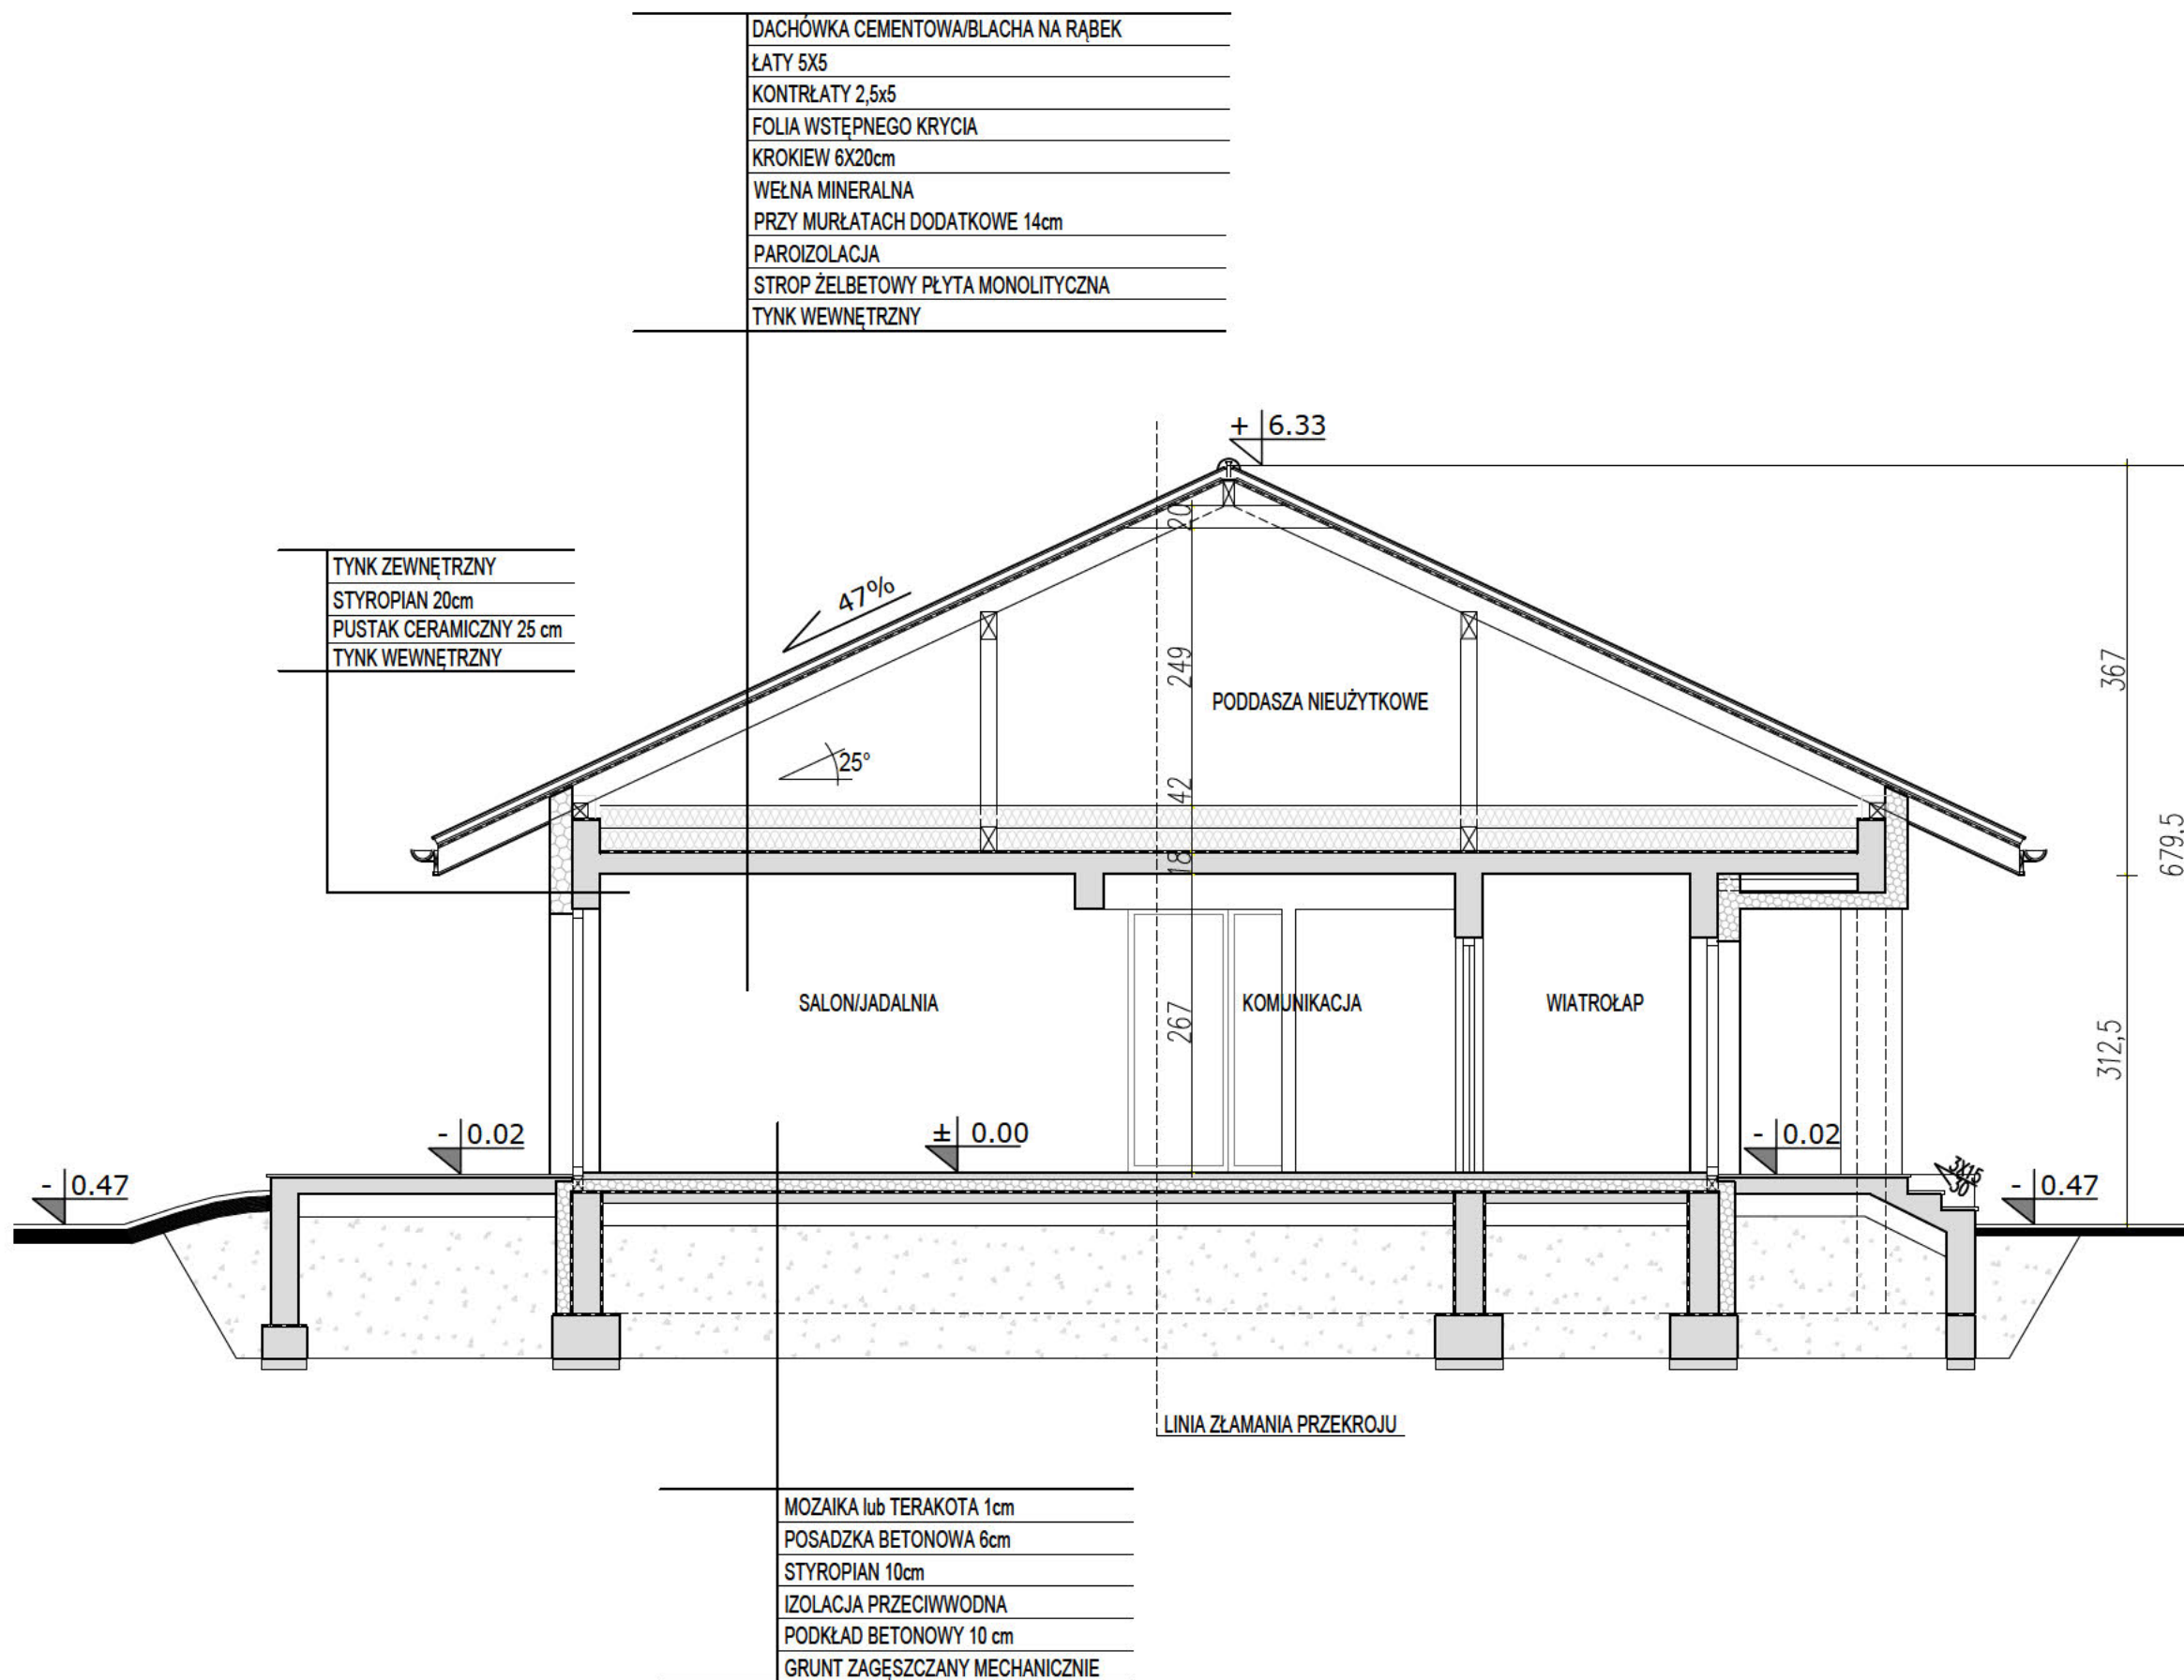 DACHÓWKA CEMENTOWA/BLACHA NA RĄBEK
ŁATY 5X5
KONTRŁATY 2,5x5
FOLIA WSTĘPNEGO KRYCIA
KROKIEW 6X20cm
WEŁNA MINERALNA
PRZY MURŁATACH DODATKOWE 14cm
PAROIZOLACJA
STROP ŻELBETOWY PŁYTA MONOLITYCZNA
TYNK WEWNĘTRZNY
+ 6.33
TYNK ZEWNĘTRZNY
STYROPIAN 20cm
PUSTAK CERAMICZNY 25 cm
TYNK WEWNĘTRZNY
47%
25°
20
249
42
18
267
PODDASZA NIEUŻYTKOWE
367
679,5
312,5
SALON/JADALNIA
KOMUNIKACJA
WIATROŁAP
- 0.47
- 0.02
± 0.00
- 0.02
3X15
30
- 0.47
LINIA ZŁAMANIA PRZEKROJU
MOZAIKA lub TERAKOTA 1cm
POSADZKA BETONOWA 6cm
STYROPIAN 10cm
IZOLACJA PRZECIWWODNA
PODKŁAD BETONOWY 10 cm
GRUNT ZAGĘSZCZANY MECHANICZNIE